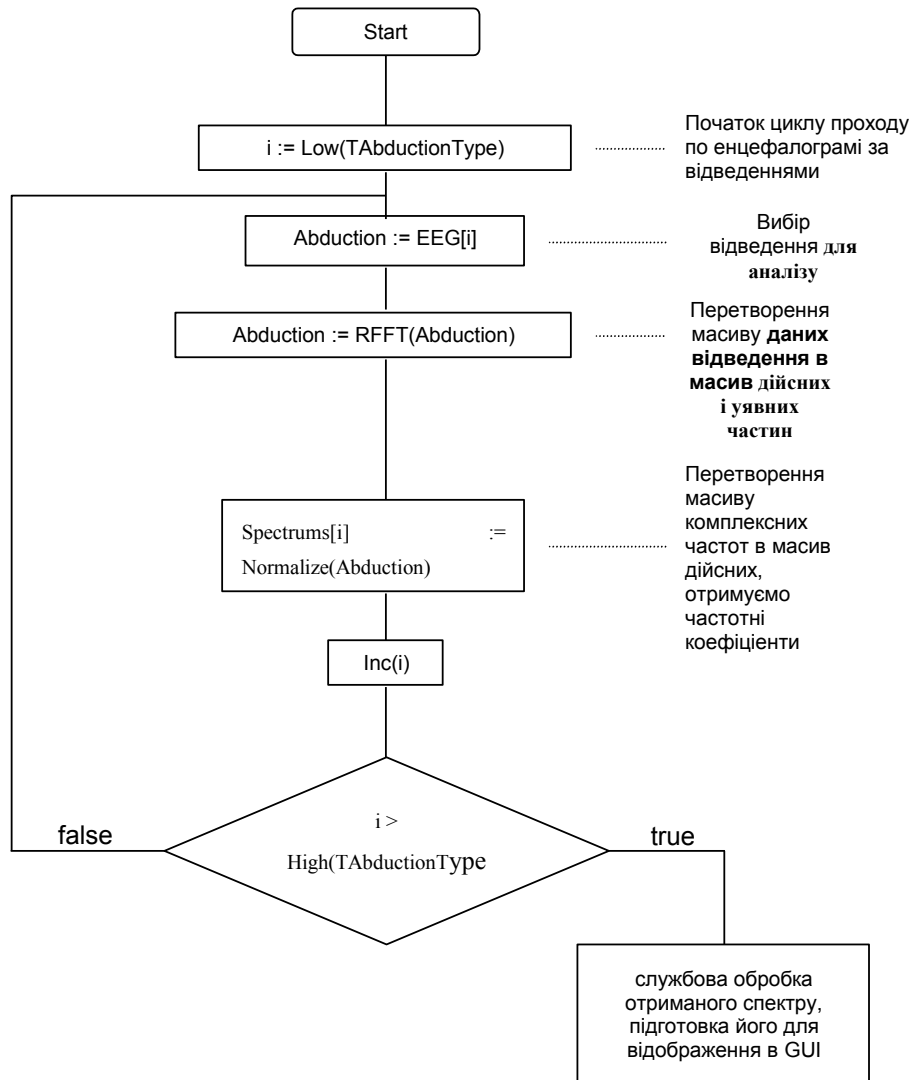 Start
i := Low(TAbductionType)
Початок циклу проходу
по енцефалограмі за
відведеннями
Abduction := EEG[i]
Вибір
відведення для
аналізу
Abduction := RFFT(Abduction)
Перетворення
масиву даних
відведення в
масив дійсних
і уявних
частин
Spectrums[i] :=
Normalize(Abduction)
Перетворення
масиву
комплексних
частот в масив
дійсних,
отримуємо
частотні
коефіціенти
Inc(i)
i >
High(TAbductionType
false
true
службова обробка
отриманого спектру,
підготовка його для
відображення в GUI